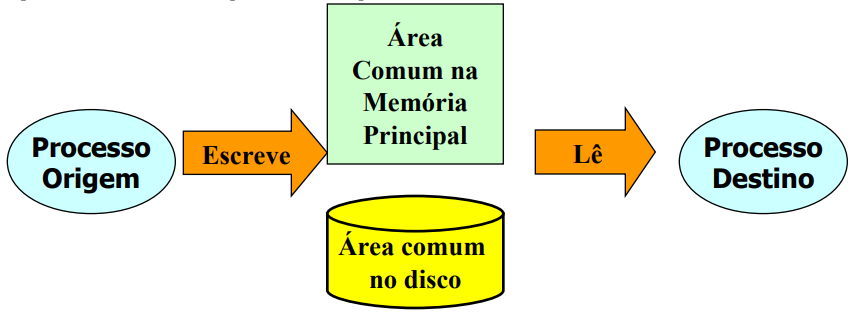 Processo
Origem
Escreve
Área
Comum na
Memória
Principal
Área comum
no disco
Lê
Processo
Destino